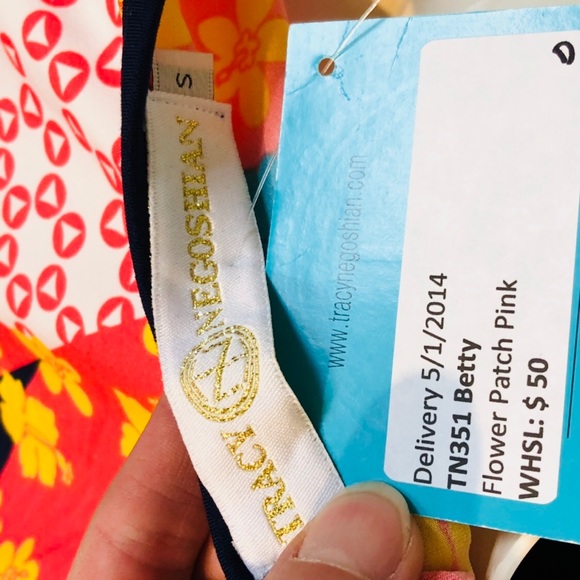 S
TRACY NEGOSHIAN
www.tracynegoshian.com
Delivery 5/1/2014
TN351 Betty
Flower Patch Pink
WHSL: $ 50